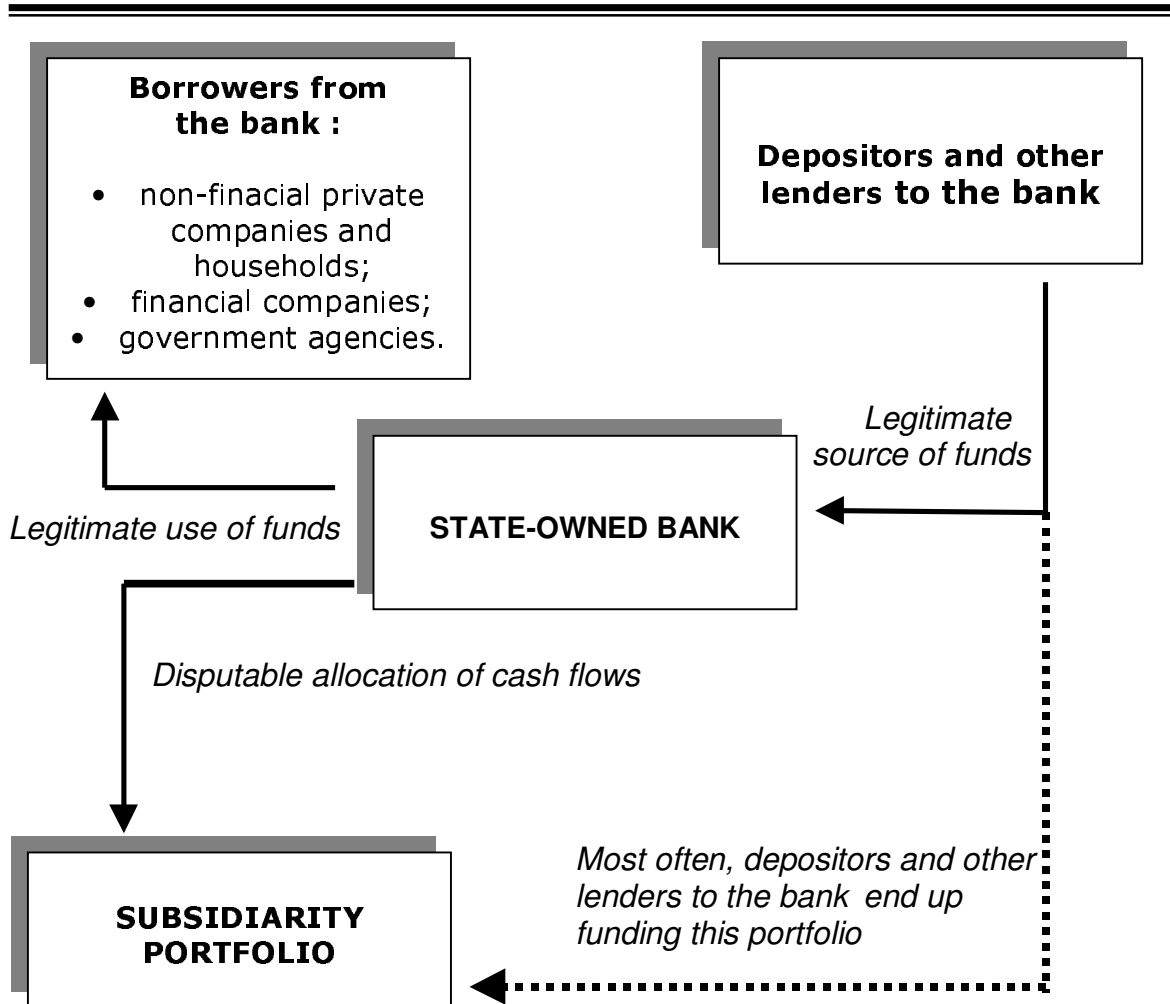 Borrowers from
the bank :
• non-finacial private
companies and
households;
• financial companies;
• government agencies.
Depositors and other
lenders to the bank
Legitimate
source of funds
Legitimate use of funds
STATE-OWNED BANK
Disputable allocation of cash flows
SUBSIDIARITY
PORTFOLIO
Most often, depositors and other
lenders to the bank end up
funding this portfolio